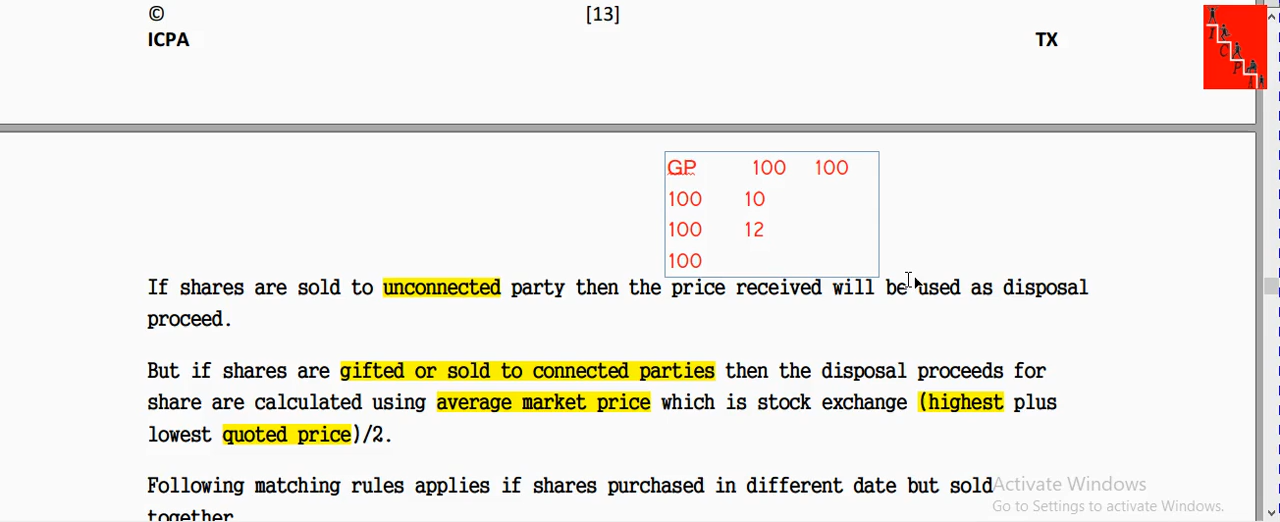 ©
[13]
ICPA
TX
I
C
P
A
GP 100 100
100 10
100 12
100
If shares are sold to unconnected party then the price received will be used as disposal
proceed.
But if shares are gifted or sold to connected parties then the disposal proceeds for
share are calculated using average market price which is stock exchange (highest plus
lowest quoted price)/2.
Following matching rules applies if shares purchased in different date but sold
together
Activate Windows
Go to Settings to activate Windows.